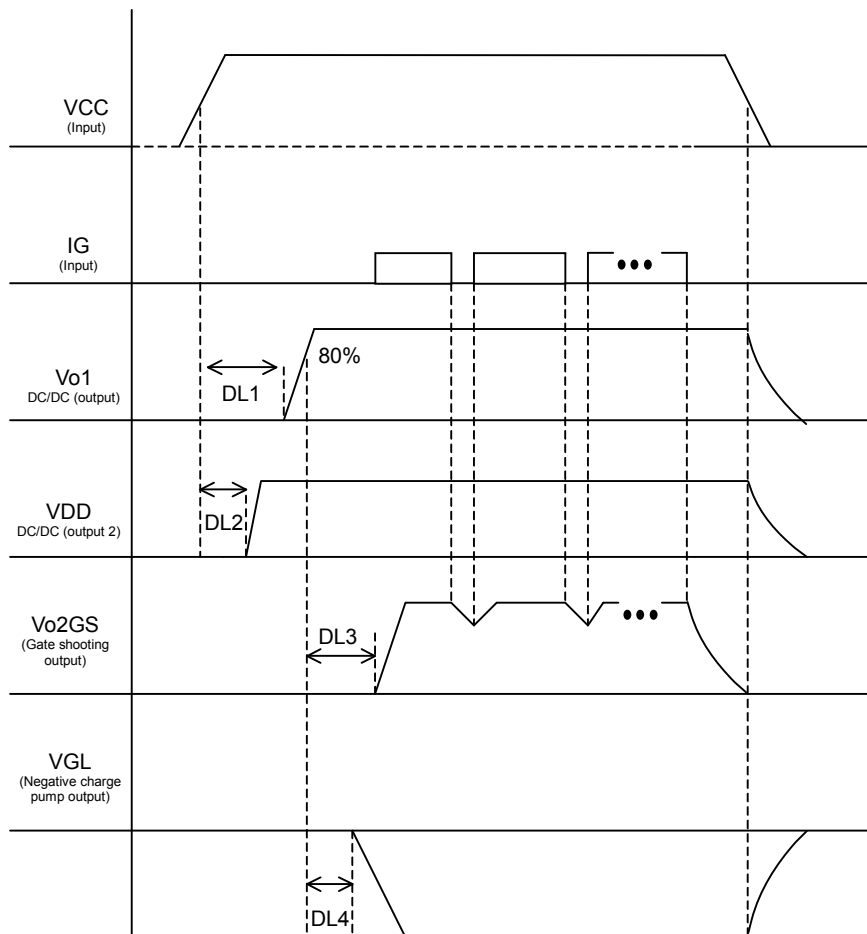 VCC
(Input)
IG
(Input)
80%
Vo1
DC/DC (output)
DL1
VDD
DC/DC (output 2)
DL2
Vo2GS
(Gate shooting
output)
DL3
VGL
(Negative charge
pump output)
DL4